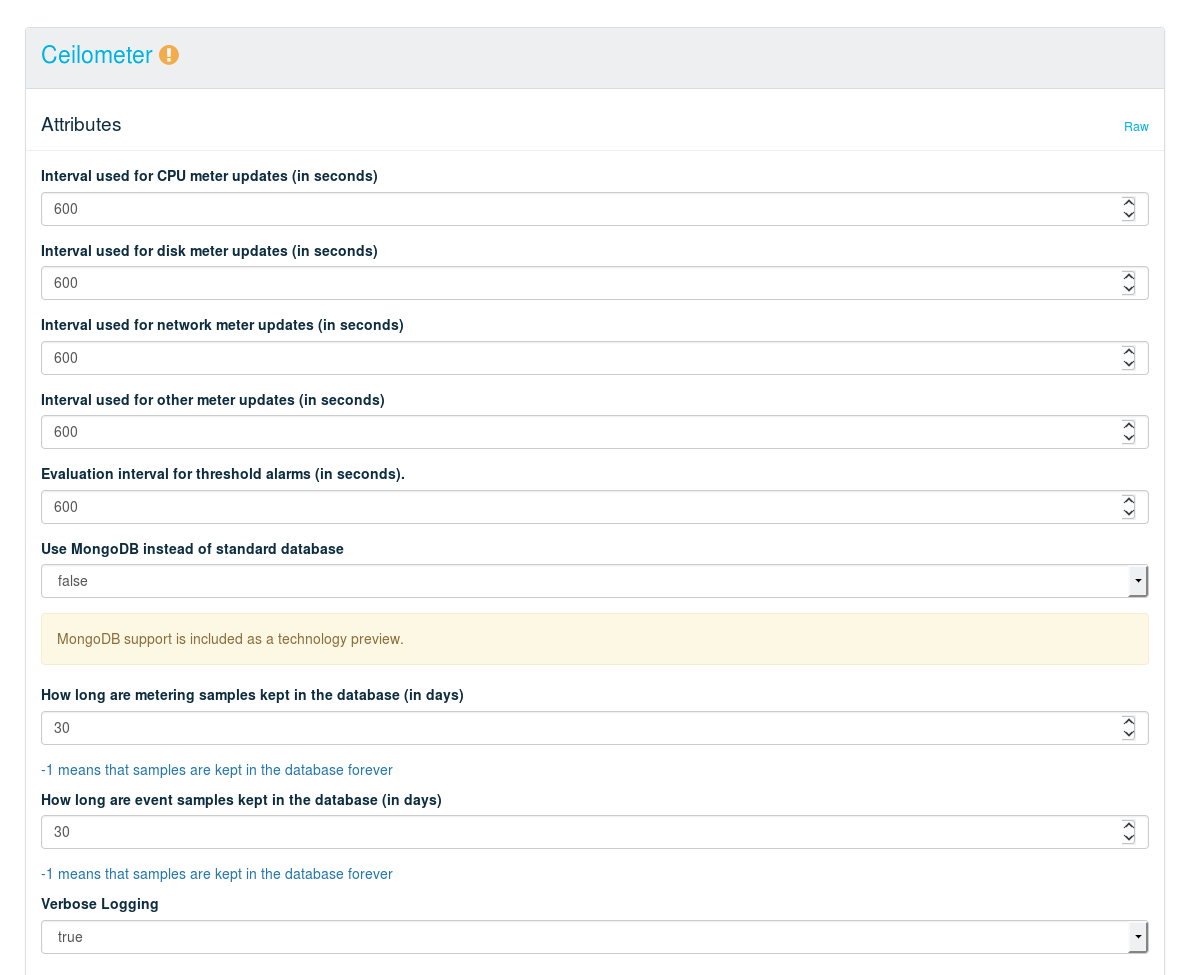 Ceilometer
Attributes
Raw
Interval used for CPU meter updates (in seconds)
600
Interval used for disk meter updates (in seconds)
600
Interval used for network meter updates (in seconds)
600
Interval used for other meter updates (in seconds)
600
Evaluation interval for threshold alarms (in seconds).
600
Use MongoDB instead of standard database
false
MongoDB support is included as a technology preview.
How long are metering samples kept in the database (in days)
30
-1 means that samples are kept in the database forever
How long are event samples kept in the database (in days)
30
-1 means that samples are kept in the database forever
Verbose Logging
true